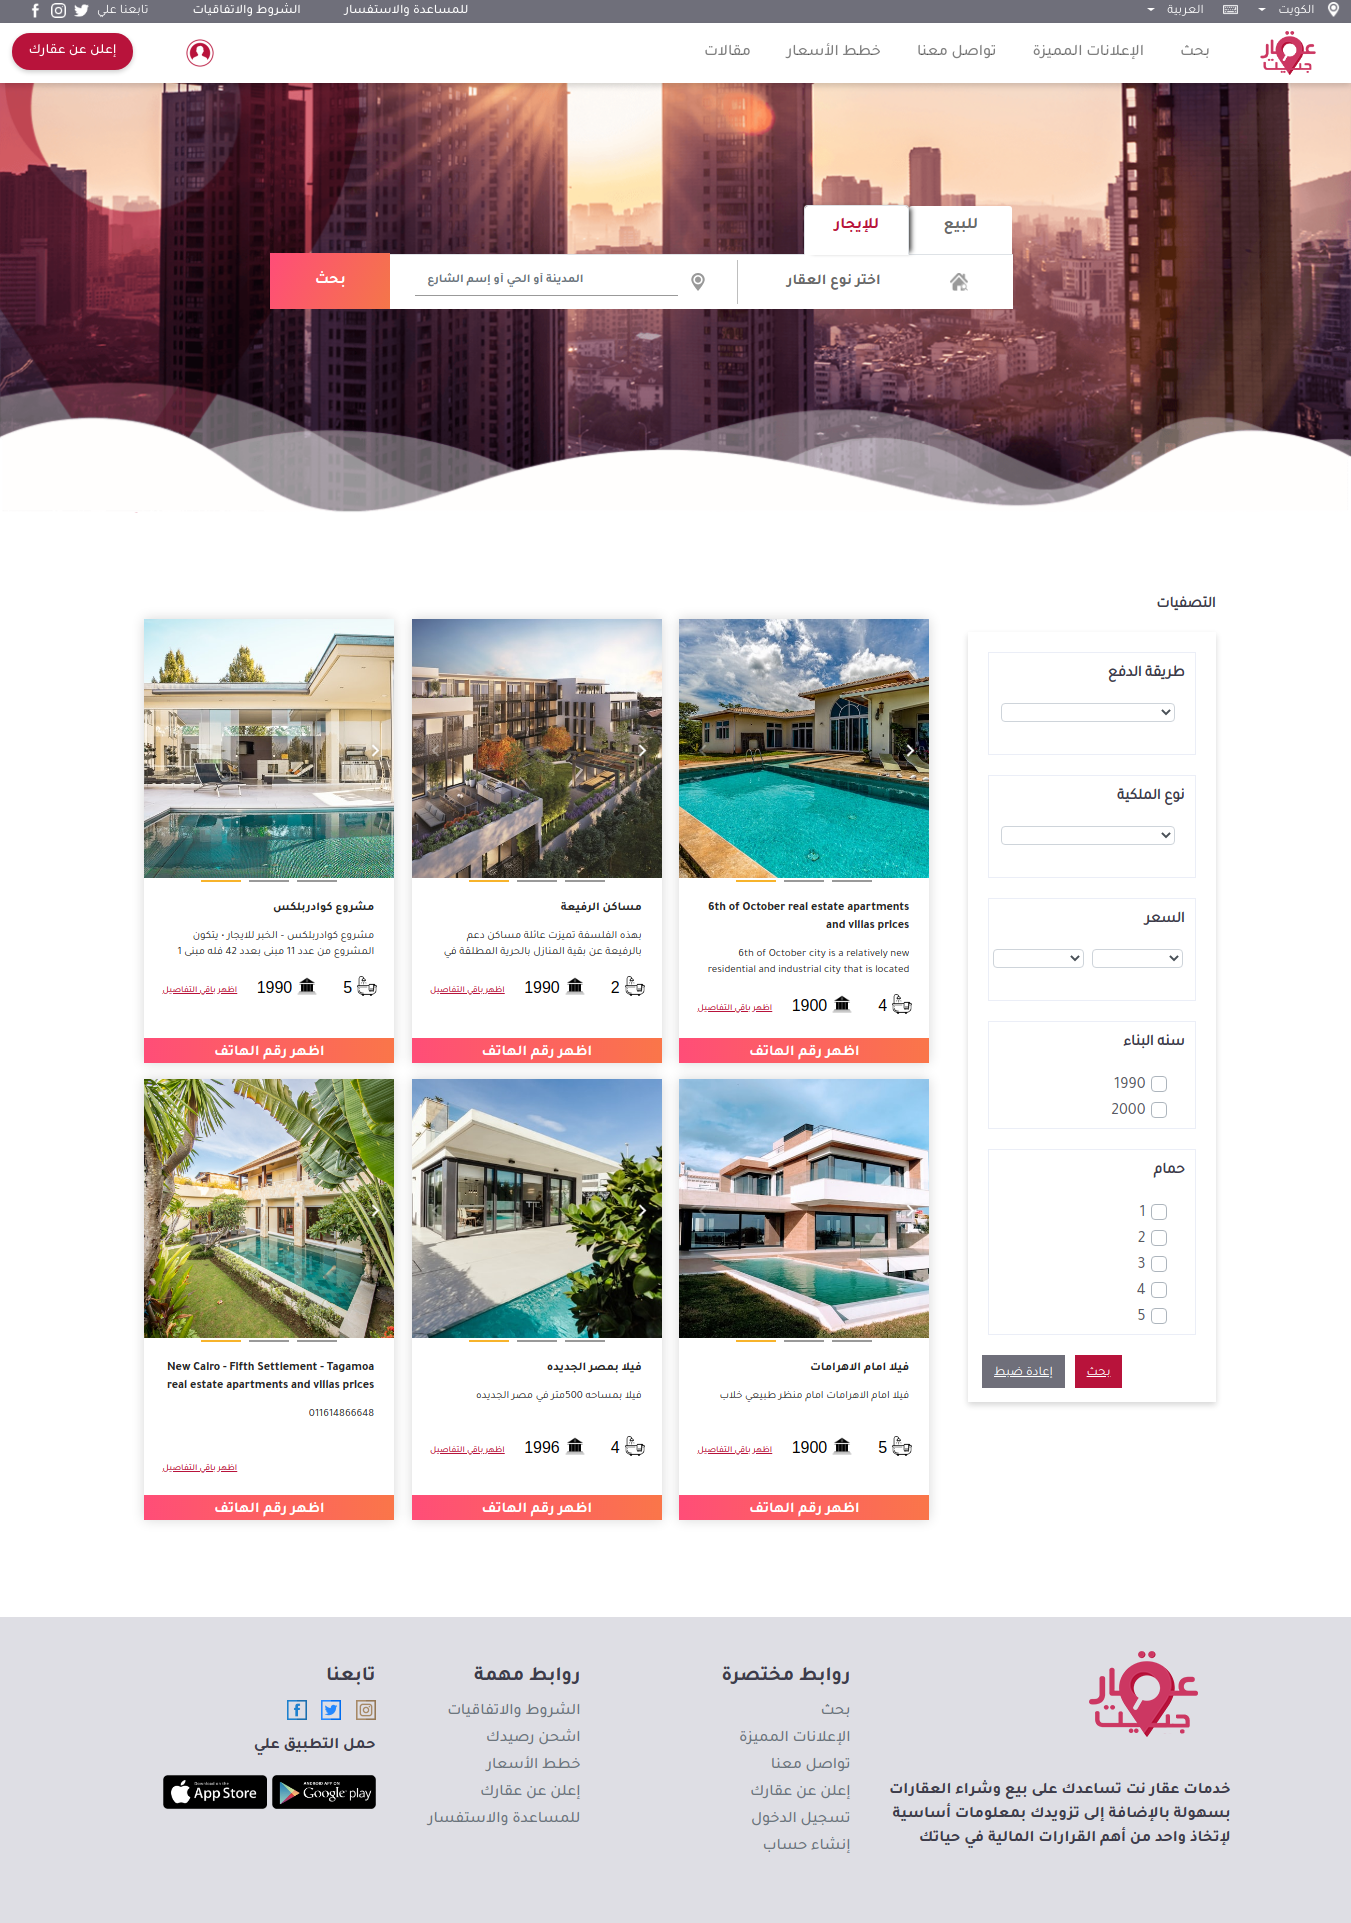 الكويت
العربية
للمساعدة والاستفسار
الشروط والاتفاقيات
تابعنا علي
عقار
جسيت
بحث
الإعلانات المميزة
تواصل معنا
خطط الأسعار
مقالات
إعلن عن عقارك
للبيع
للإيجار
اختر نوع العقار
المدينة أو الحي أو إسم الشارع
بحث
التصفيات
طريقة الدفع
نوع الملكية
السعر
سنه البناء
1990
2000
حمام
1
2
3
4
5
بحث
إعادة ضبط
6th of October real estate apartments
and villas prices
6th of October city is a relatively new
residential and industrial city that is located
4
1900
اظهر باقي التفاصيل
اظهر رقم الهاتف
مساكن الرفيعة
بهذه الفلسفة تميزت عائلة مساكن دعم
بالرفيعة عن بقية المنازل بالحرية المطلقة في
2
1990
اظهر باقي التفاصيل
اظهر رقم الهاتف
مشروع كوادربلكس
مشروع كوادربلكس – الخبر للايجار • يتكون
المشروع من عدد 11 مبنى بعدد 42 فله مبنى 1
5
1990
اظهر باقي التفاصيل
اظهر رقم الهاتف
فيلا امام الاهرامات
فيلا امام الاهرامات امام منظر طبيعي خلاب
5
1900
اظهر باقي التفاصيل
اظهر رقم الهاتف
فيلا بمصر الجديده
فيلا بمساحه 500متر في مصر الجديده
4
1996
اظهر باقي التفاصيل
اظهر رقم الهاتف
New Cairo - Fifth Settlement - Tagamoa
real estate apartments and villas prices
011614866648
اظهر باقي التفاصيل
اظهر رقم الهاتف
عقار
جسيت
خدمات عقار نت تساعدك على بيع وشراء العقارات
بسهولة بالإضافة إلى تزويدك بمعلومات أساسية
لإتخاذ واحد من أهم القرارات المالية في حياتك
روابط مختصرة
بحث
الإعلانات المميزة
تواصل معنا
إعلن عن عقارك
تسجيل الدخول
إنشاء حساب
روابط مهمة
الشروط والاتفاقيات
اشحن رصيدك
خطط الأسعار
إعلن عن عقارك
للمساعدة والاستفسار
تابعنا
حمل التطبيق علي
ANDROID APP ON
Google play
Download on the
App Store